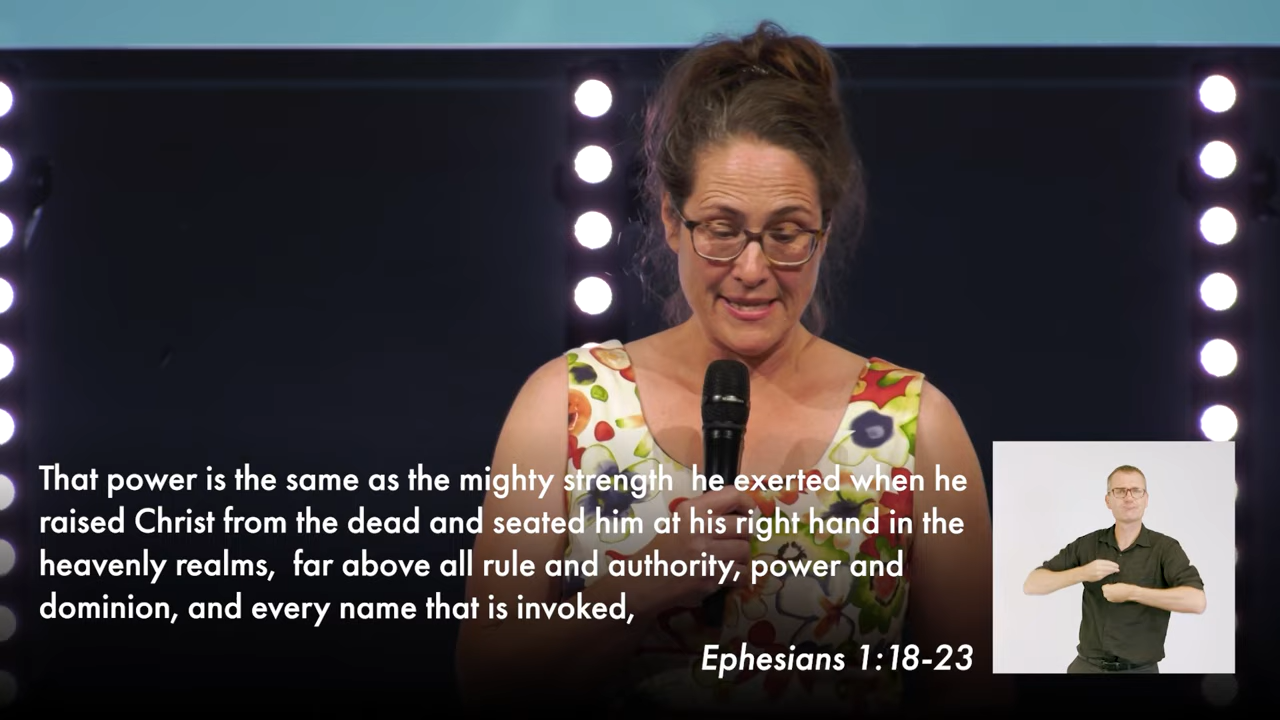 That power is the same as the mighty strength  he exerted when he
raised Christ from the dead and seated him at his right hand in the
heavenly realms,  far above all rule and authority, power and
dominion, and every name that is invoked,
Ephesians 1:18-23